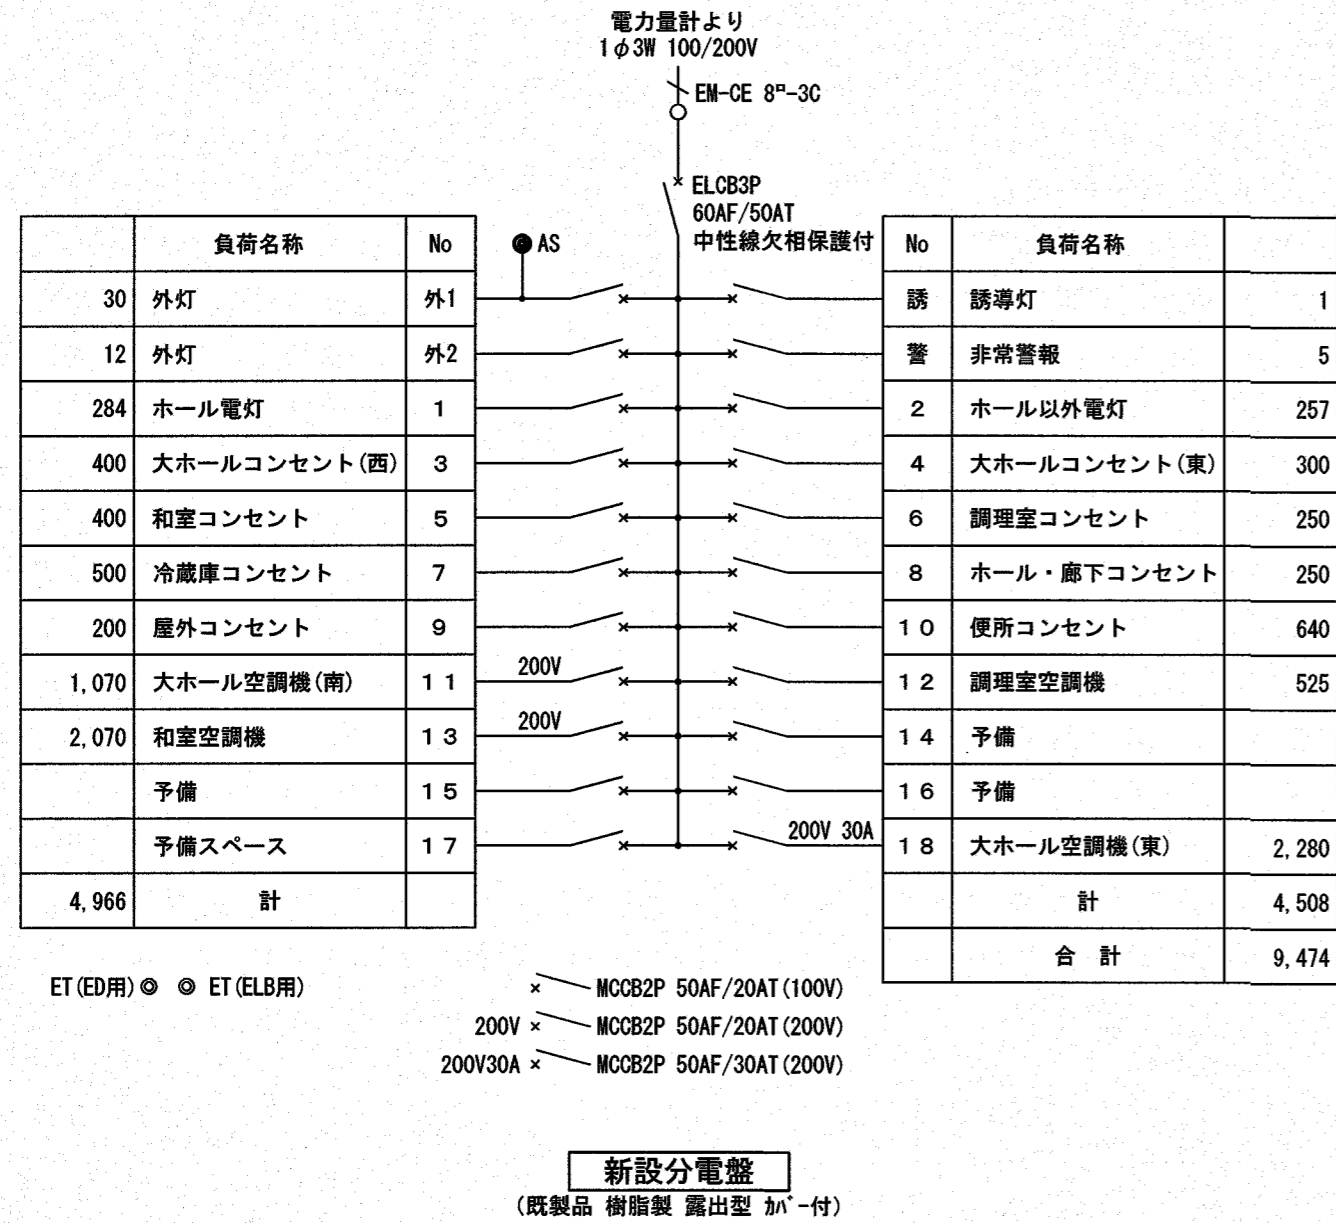 電力量計より
1φ3W 100/200V
EM-CE 8□-3C
ELCB3P
60AF/50AT
中性線欠相保護付
AS
負荷名称 No
30 外灯 外1
12 外灯 外2
284 ホール電灯 1
400 大ホールコンセント(西) 3
400 和室コンセント 5
500 冷蔵庫コンセント 7
200 屋外コンセント 9
1,070 大ホール空調機(南) 11
2,070 和室空調機 13
予備 15
予備スペース 17
4,966 計
200V
200V
No 負荷名称
誘 誘導灯 1
警 非常警報 5
2 ホール以外電灯 257
4 大ホールコンセント(東) 300
6 調理室コンセント 250
8 ホール・廊下コンセント 250
10 便所コンセント 640
12 調理室空調機 525
14 予備
16 予備
200V 30A 18 大ホール空調機(東) 2,280
計 4,508
合 計 9,474
ET(ED用)◎ ◎ ET(ELB用)
MCCB2P 50AF/20AT(100V)
200V MCCB2P 50AF/20AT(200V)
200V30A MCCB2P 50AF/30AT(200V)
新設分電盤
(既製品 樹脂製 露出型 ｶﾊﾞｰ付)